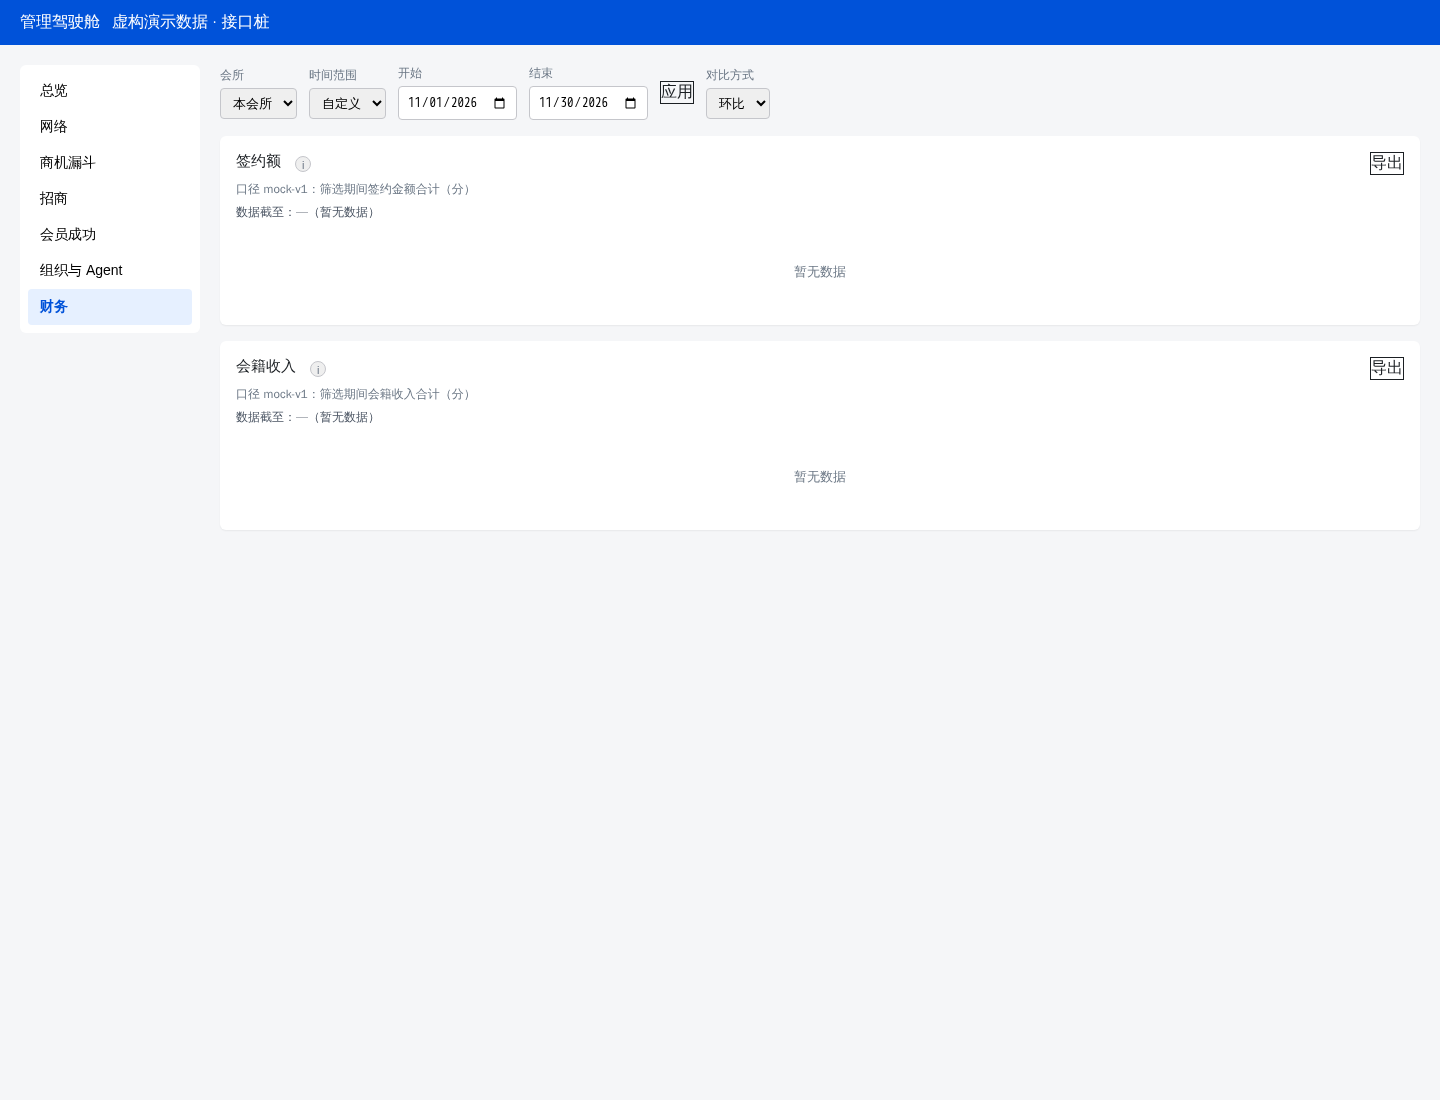 管理驾驶舱 虚构演示数据 · 接口桩
总览
网络
商机漏斗
招商
会员成功
组织与 Agent
财务
会所
时间范围
开始
结束
对比方式
本会所
自定义
11/01/2026
11/30/2026
应用
环比
签约额 i
导出
口径 mock-v1：筛选期间签约金额合计（分）
数据截至：—（暂无数据）
暂无数据
会籍收入 i
导出
口径 mock-v1：筛选期间会籍收入合计（分）
数据截至：—（暂无数据）
暂无数据